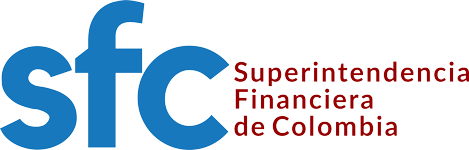 sfc
Superintendencia
Financiera
de Colombia